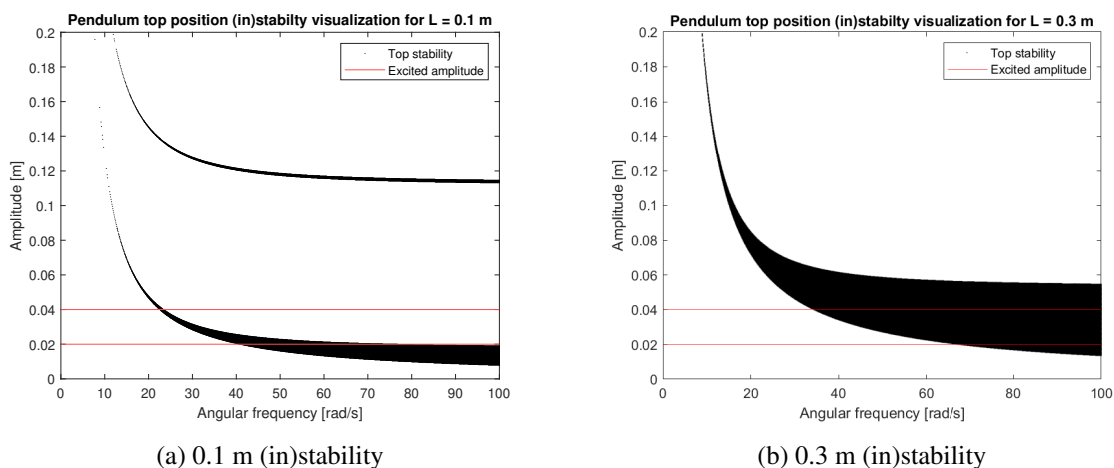 Pendulum top position (in)stabilty visualization for L = 0.1 m
0.2
0.18
0.16
0.14
0.12
0.1
0.08
0.06
0.04
0.02
0
Amplitude [m]
Top stability
Excited amplitude
0 10 20 30 40 50 60 70 80 90 100
Angular frequency [rad/s]
(a) 0.1 m (in)stability
Pendulum top position (in)stabilty visualization for L = 0.3 m
0.2
0.18
0.16
0.14
0.12
0.1
0.08
0.06
0.04
0.02
0
Amplitude [m]
Top stability
Excited amplitude
0 20 40 60 80 100
Angular frequency [rad/s]
(b) 0.3 m (in)stability